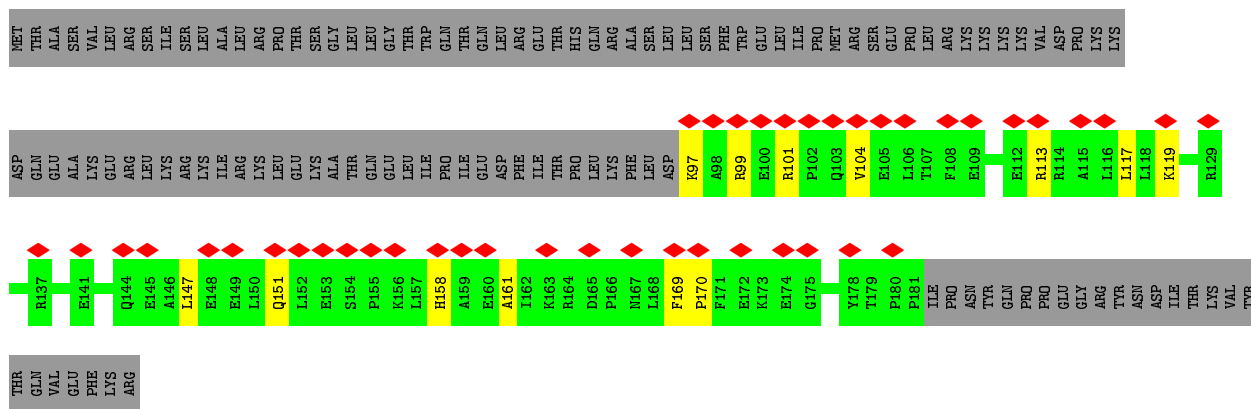 MET THR ALA SER VAL LEU ARG SER ILE SER LEU ALA LEU ARG PRO THR SER GLY LEU LEU GLY THR TRP GLN THR GLN LEU ARG GLU THR HIS GLN ARG ALA SER LEU LEU SER PHE TRP GLU LEU ILE PRO MET ARG SER GLU PRO LEU ARG LYS LYS LYS LYS VAL ASP PRO LYS LYS
ASP GLN GLU ALA LYS GLU ARG LEU LYS ARG LYS ILE ARG LYS LEU GLU LYS ALA THR GLN GLU LEU ILE PRO ILE GLU ASP PHE ILE THR PRO LEU LYS PHE LEU ASP K97 A98 R99 E100 R101 P102 Q103 V104 E105 L106 T107 F108 E109 E112 R113 R114 A115 L116 L117 L118 K119 R129
R137 E141 Q144 E145 A146 L147 E148 E149 L150 Q151 L152 E153 S154 P155 K156 L157 H158 A159 E160 A161 I162 K163 R164 D165 P166 N167 L168 F169 P170 F171 E172 K173 E174 G175 Y178 T179 P180 P181 ILE PRO ASN TYR GLN PRO PRO GLU GLY ARG TYR ASN ASP ILE THR LYS VAL TYR
THR GLN VAL GLU PHE LYS ARG